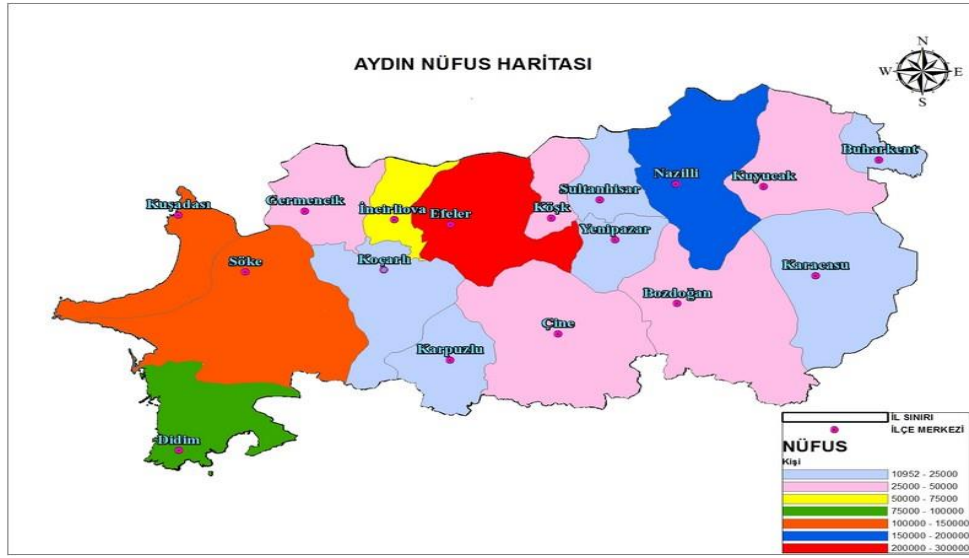 AYDIN NÜFUS HARİTASI
N
W
E
S
Buharkent
Nazilli
Kuyucak
Sultanhisar
Germencik
Kuşadası
İncirliova
Efeler
Köşk
Yenipazar
Koçarlı
Söke
Karacasu
Bozdoğan
Çine
Karpuzlu
Didim
İL SINIRI
İLÇE MERKEZİ
NÜFUS
Kişi
10952 - 25000
25000 - 50000
50000 - 75000
75000 - 100000
100000 - 150000
150000 - 200000
200000 - 300000